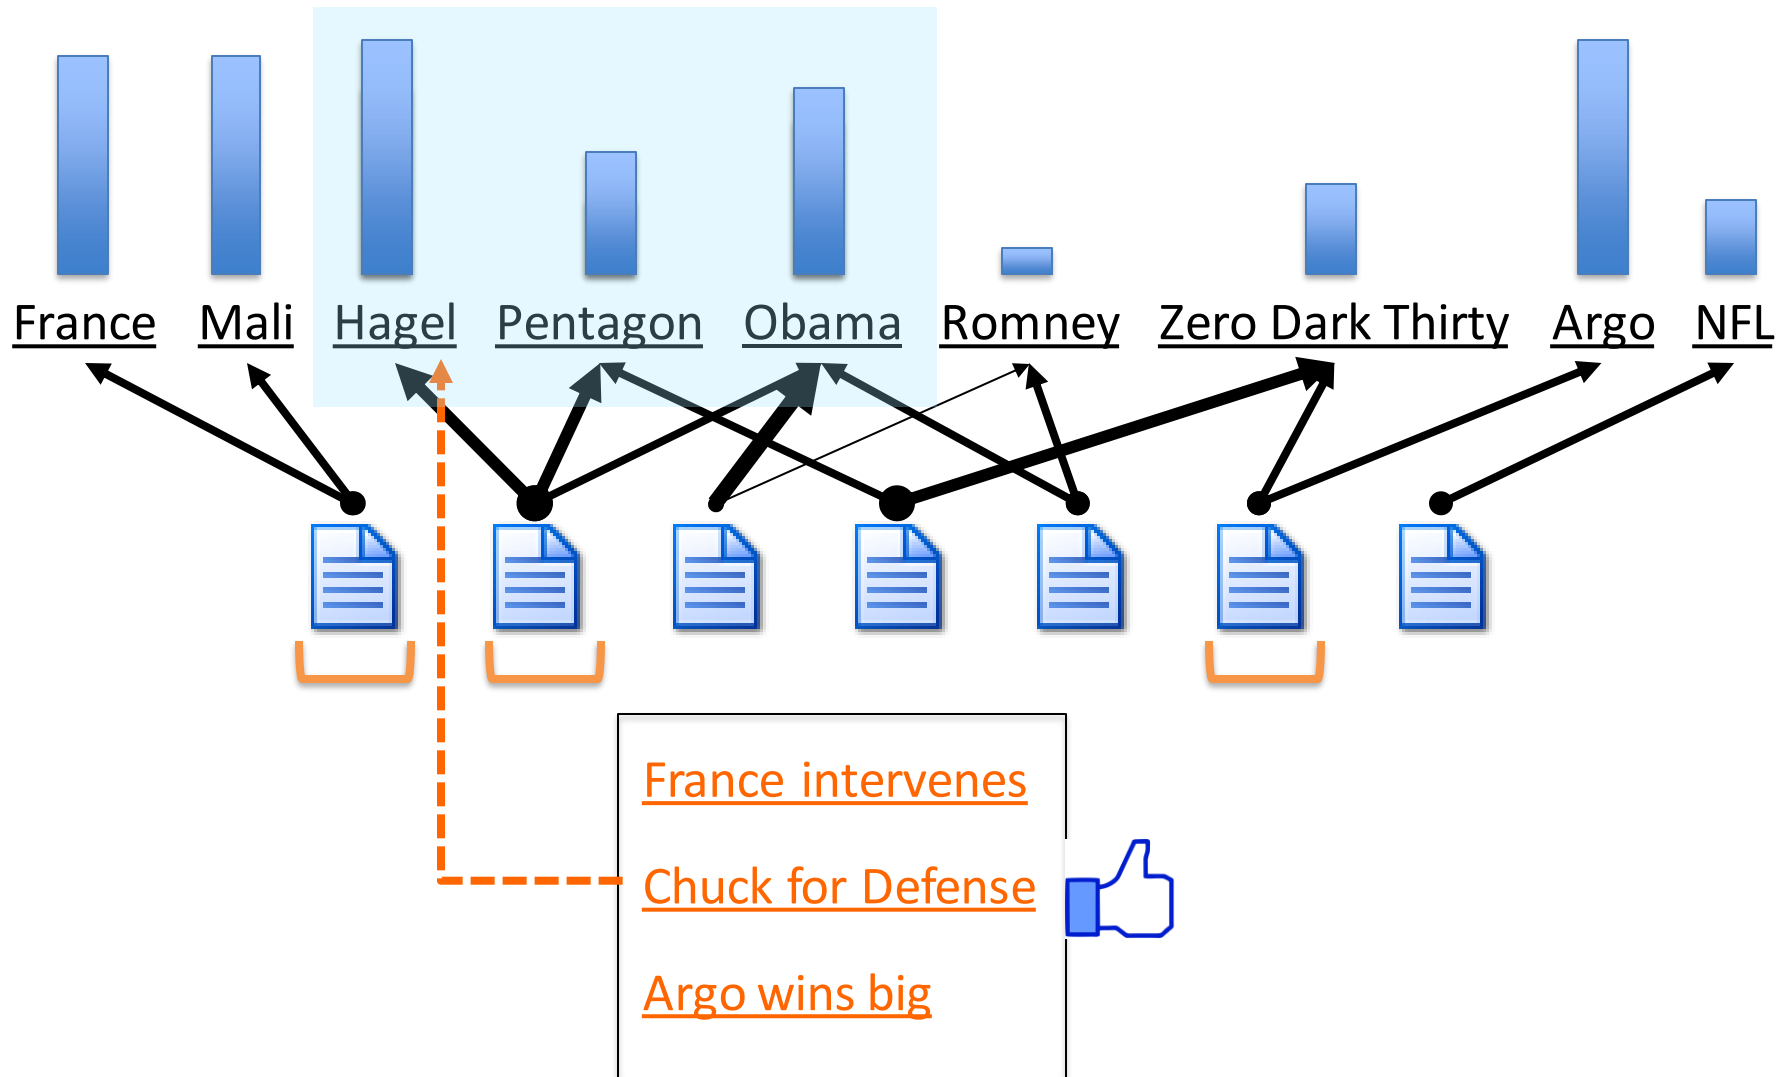 France Mali Hagel Pentagon Obama Romney Zero Dark Thirty Argo NFL
France intervenes
Chuck for Defense
Argo wins big